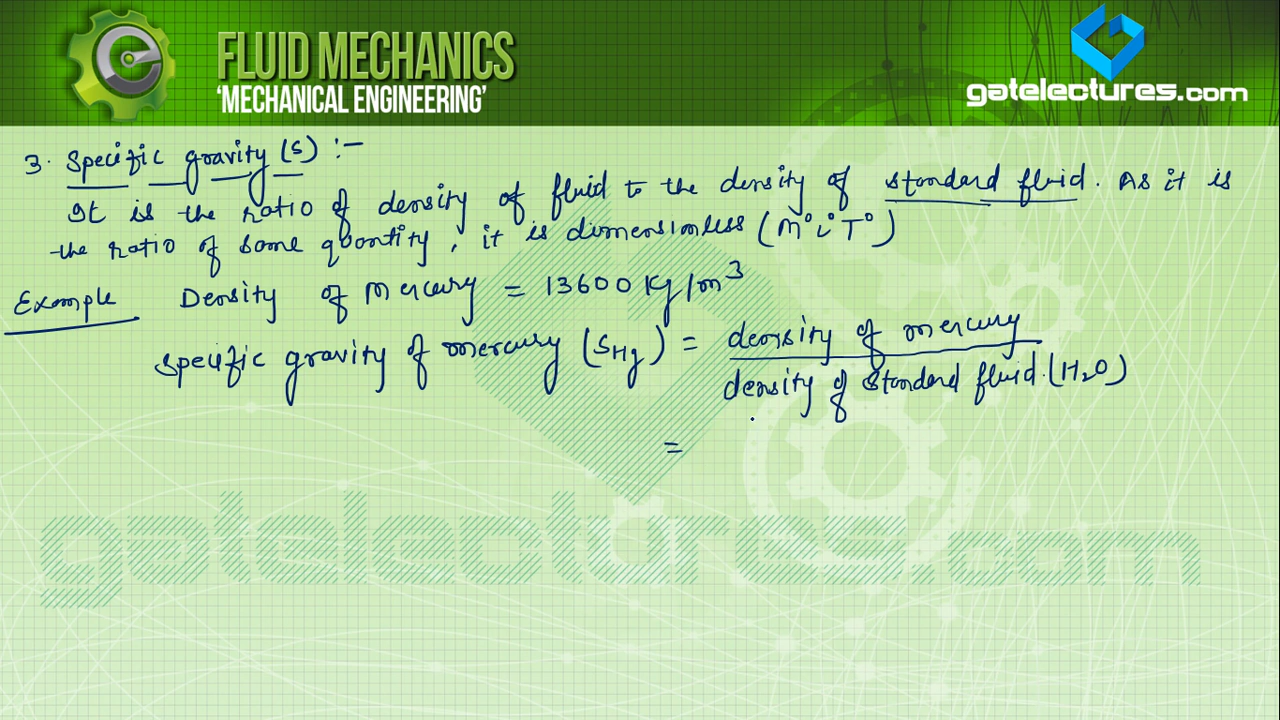 FLUID MECHANICS
'MECHANICAL ENGINEERING'
gatelectures.com
3. Specific gravity (S) :-
It is the ratio of density of fluid to the density of standard fluid. As it is
the ratio of same quantity, it is dimensionless (M⁰L⁰T⁰)
Example Density of Mercury = 13600 Kg/m³
Specific gravity of mercury (S_Hg) = density of mercury
density of standard fluid. (H₂O)
=
gatelectures.com